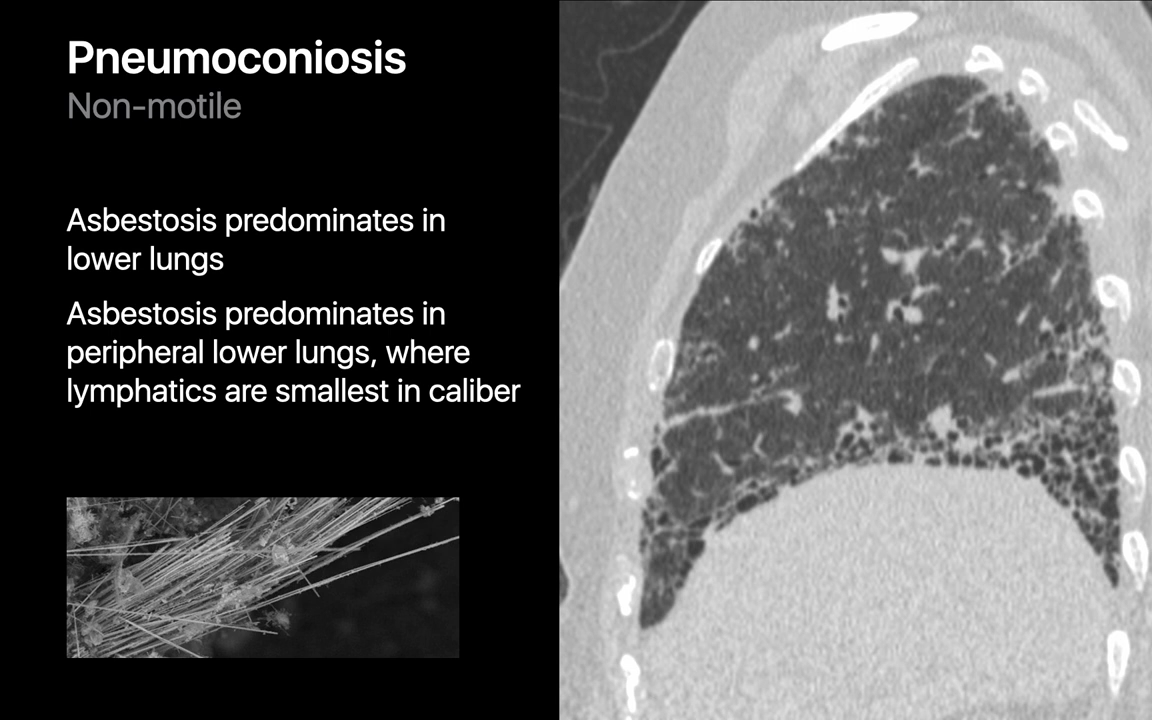 Pneumoconiosis
Non-motile
Asbestosis predominates in
lower lungs
Asbestosis predominates in
peripheral lower lungs, where
lymphatics are smallest in caliber